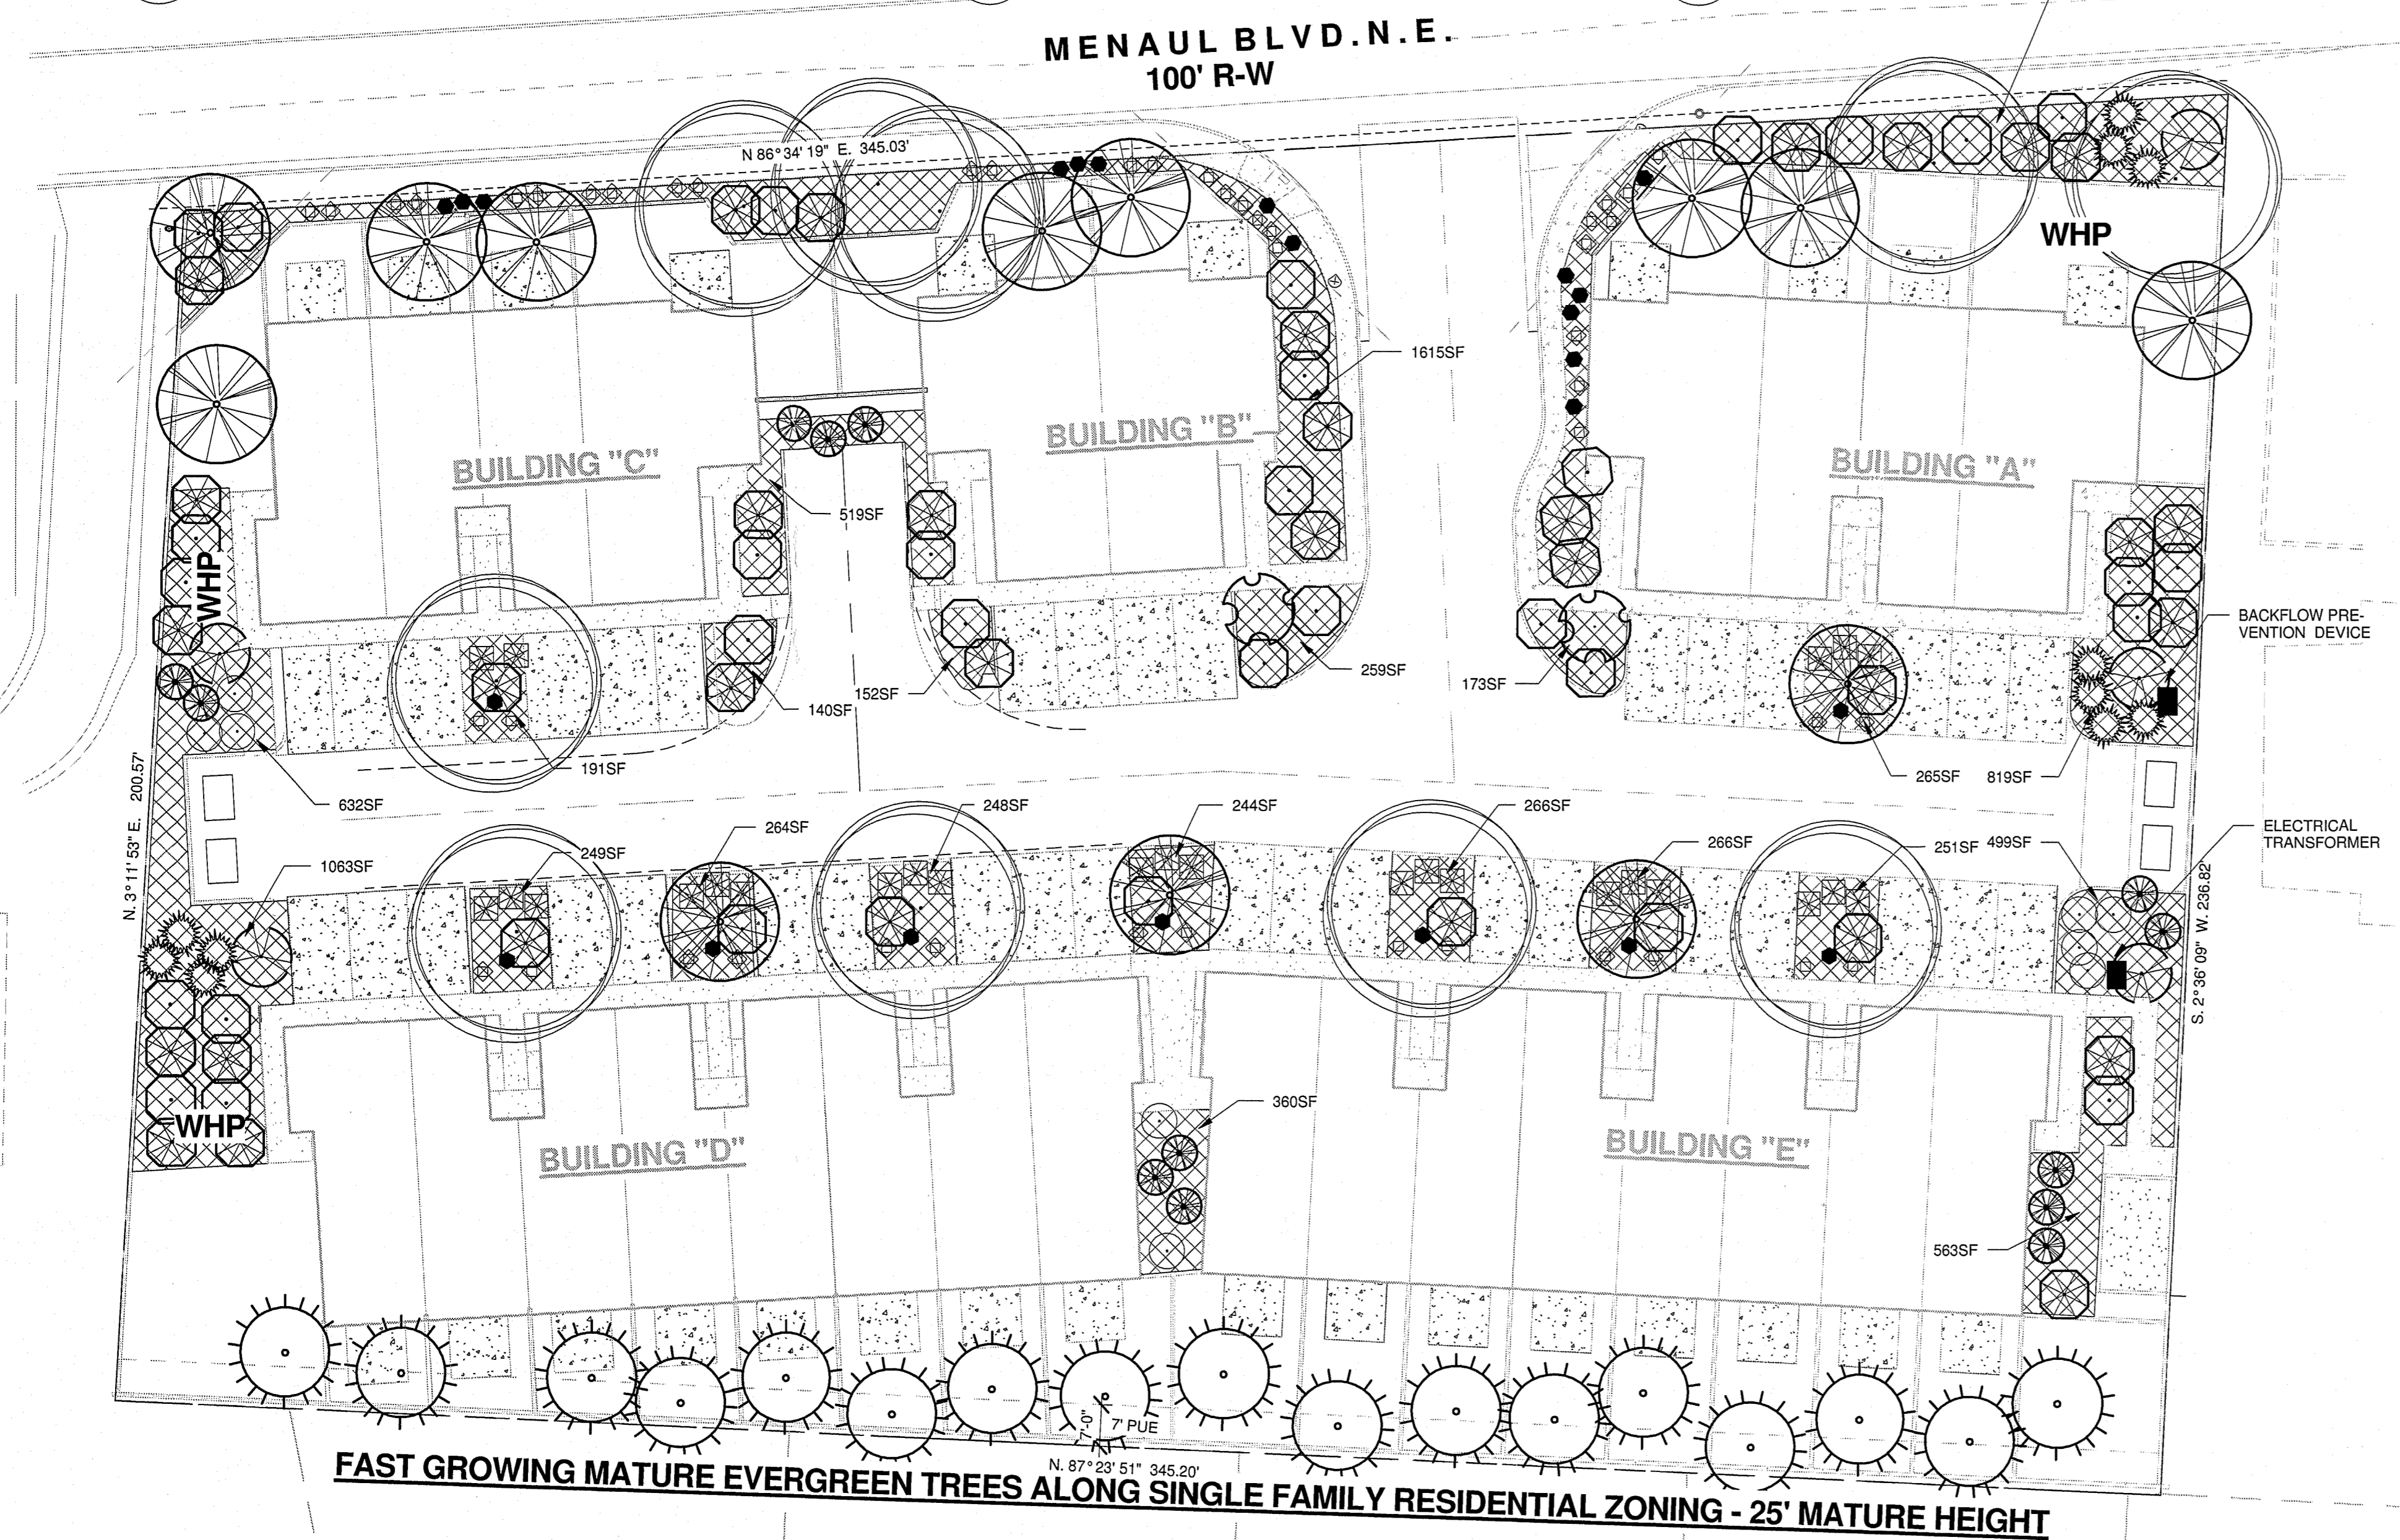 MENAUL BLVD. N.E.
100' R-W
N 86°34'19" E. 345.03'
WHP
1615SF
BUILDING "B"
BUILDING "C"
BUILDING "A"
519SF
WHP
BACKFLOW PRE-
VENTION DEVICE
259SF
173SF
152SF
140SF
191SF
265SF
819SF
632SF
N. 3°11'53" E. 200.57'
248SF
244SF
266SF
264SF
ELECTRICAL
TRANSFORMER
266SF
251SF
499SF
249SF
1063SF
S. 2°36'09" W. 236.82'
360SF
WHP
BUILDING "D"
BUILDING "E"
563SF
7'-0"
7' PUE
N. 87°23'51" 345.20'
FAST GROWING MATURE EVERGREEN TREES ALONG SINGLE FAMILY RESIDENTIAL ZONING - 25' MATURE HEIGHT